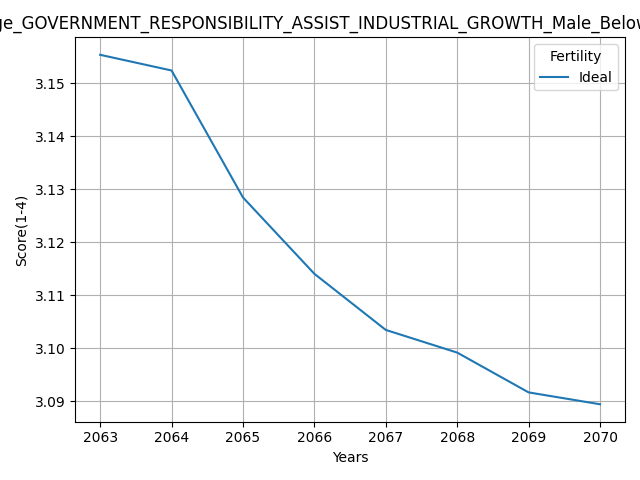 ge_GOVERNMENT_RESPONSIBILITY_ASSIST_INDUSTRIAL_GROWTH_Male_Below
Fertility
Ideal
3.15
3.14
3.13
3.12
3.11
3.10
3.09
Score(1-4)
2063 2064 2065 2066 2067 2068 2069 2070
Years